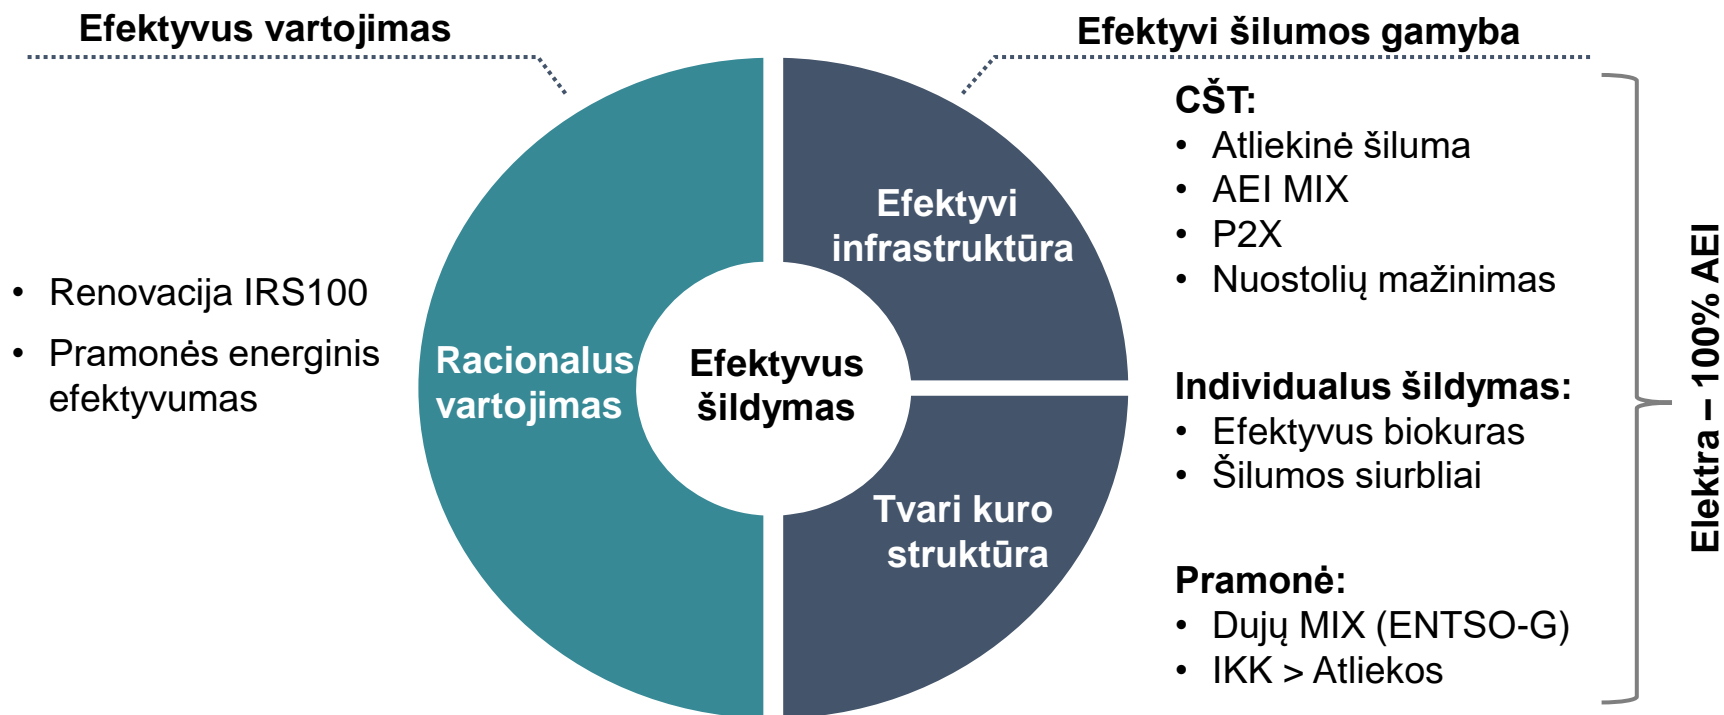 Efektyvus vartojimas
• Renovacija IRS100
• Pramonės energinis
efektyvumas
Racionalus
vartojimas
Efektyvus
šildymas
Efektyvi
infrastruktūra
Tvari kuro
struktūra
Efektyvi šilumos gamyba
CŠT:
• Atliekinė šiluma
• AEI MIX
• P2X
• Nuostolių mažinimas
Individualus šildymas:
• Efektyvus biokuras
• Šilumos siurbliai
Pramonė:
• Dujų MIX (ENTSO-G)
• IKK > Atliekos
Elektra – 100% AEI